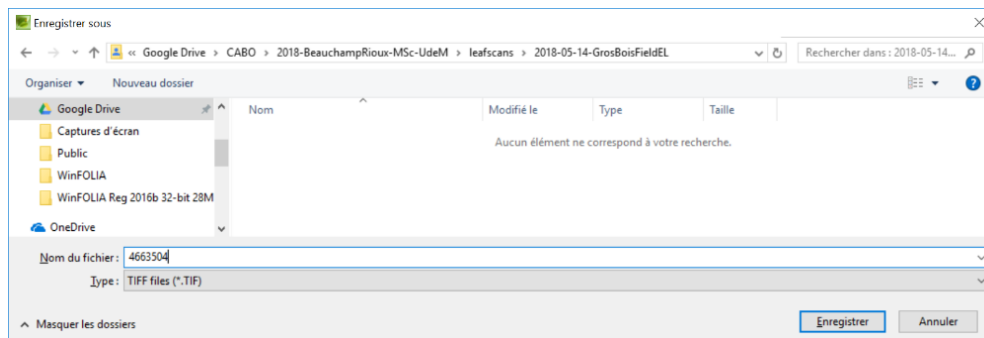 Enregistrer sous
« Google Drive > CABO > 2018-BeauchampRioux-MSc-UdeM > leafscans > 2018-05-14-GrosBoisFieldEL
Rechercher dans : 2018-05-14...
Organiser Nouveau dossier
Google Drive
Captures d'écran
Public
WinFOLIA
WinFOLIA Reg 2016b 32-bit 28M
OneDrive
Nom Modifié le Type Taille
Aucun élément ne correspond à votre recherche.
Nom du fichier : 4663504
Type : TIFF files (*.TIF)
Masquer les dossiers
Enregistrer Annuler